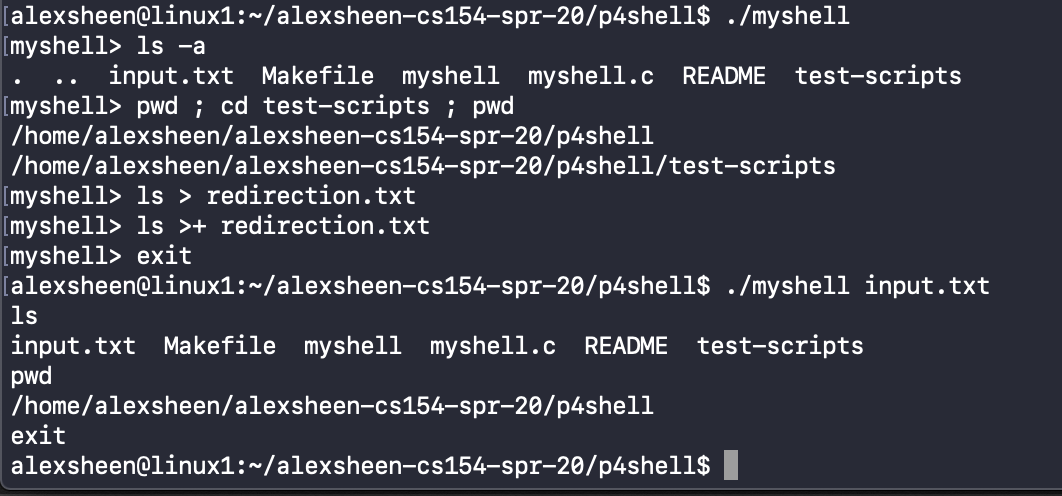 [alexsheen@linux1:~/alexsheen-cs154-spr-20/p4shell$ ./myshell
[myshell> ls -a
.  ..  input.txt  Makefile  myshell  myshell.c  README  test-scripts
[myshell> pwd ; cd test-scripts ; pwd
/home/alexsheen/alexsheen-cs154-spr-20/p4shell
/home/alexsheen/alexsheen-cs154-spr-20/p4shell/test-scripts
[myshell> ls > redirection.txt
[myshell> ls >+ redirection.txt
[myshell> exit
[alexsheen@linux1:~/alexsheen-cs154-spr-20/p4shell$ ./myshell input.txt
ls
input.txt  Makefile  myshell  myshell.c  README  test-scripts
pwd
/home/alexsheen/alexsheen-cs154-spr-20/p4shell
exit
alexsheen@linux1:~/alexsheen-cs154-spr-20/p4shell$